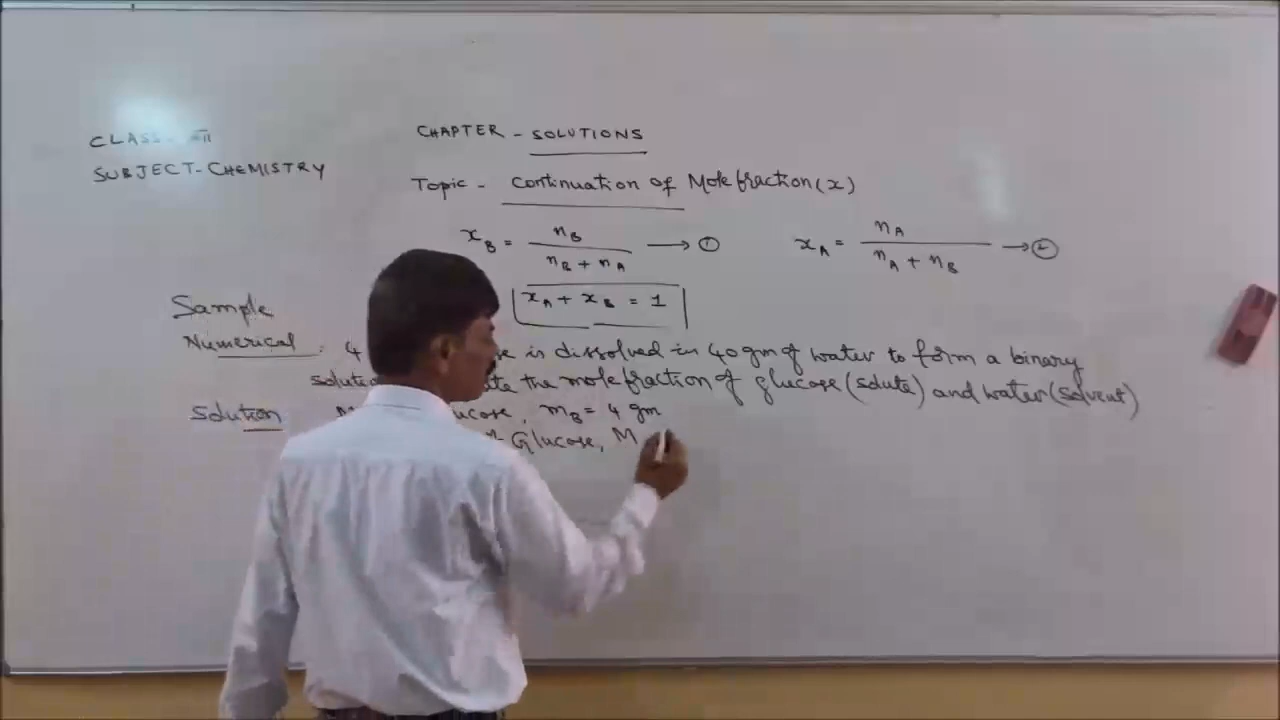 CLASS-XII
CHAPTER - SOLUTIONS
SUBJECT-CHEMISTRY
Topic - Continuation of Mole fraction (x)
x_B = n_B / (n_B + n_A) → ①
x_A = n_A / (n_A + n_B) → ②
x_A + x_B = 1
Sample
Numerical : 4 is dissolved in 40 gm of water to form a binary
the mole fraction of glucose (solute) and water (solvent)
Solution m_B = 4 gm
Glucose, M